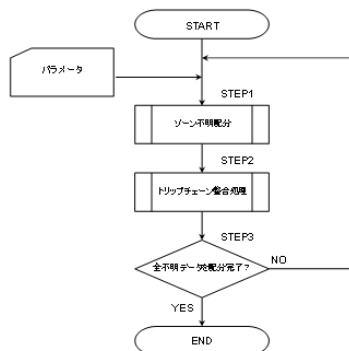 START
パラメータ
STEP1
ゾーン不明配分
STEP2
トリップチェーン整合処理
STEP3
全不明データを配分完了?
NO
YES
END